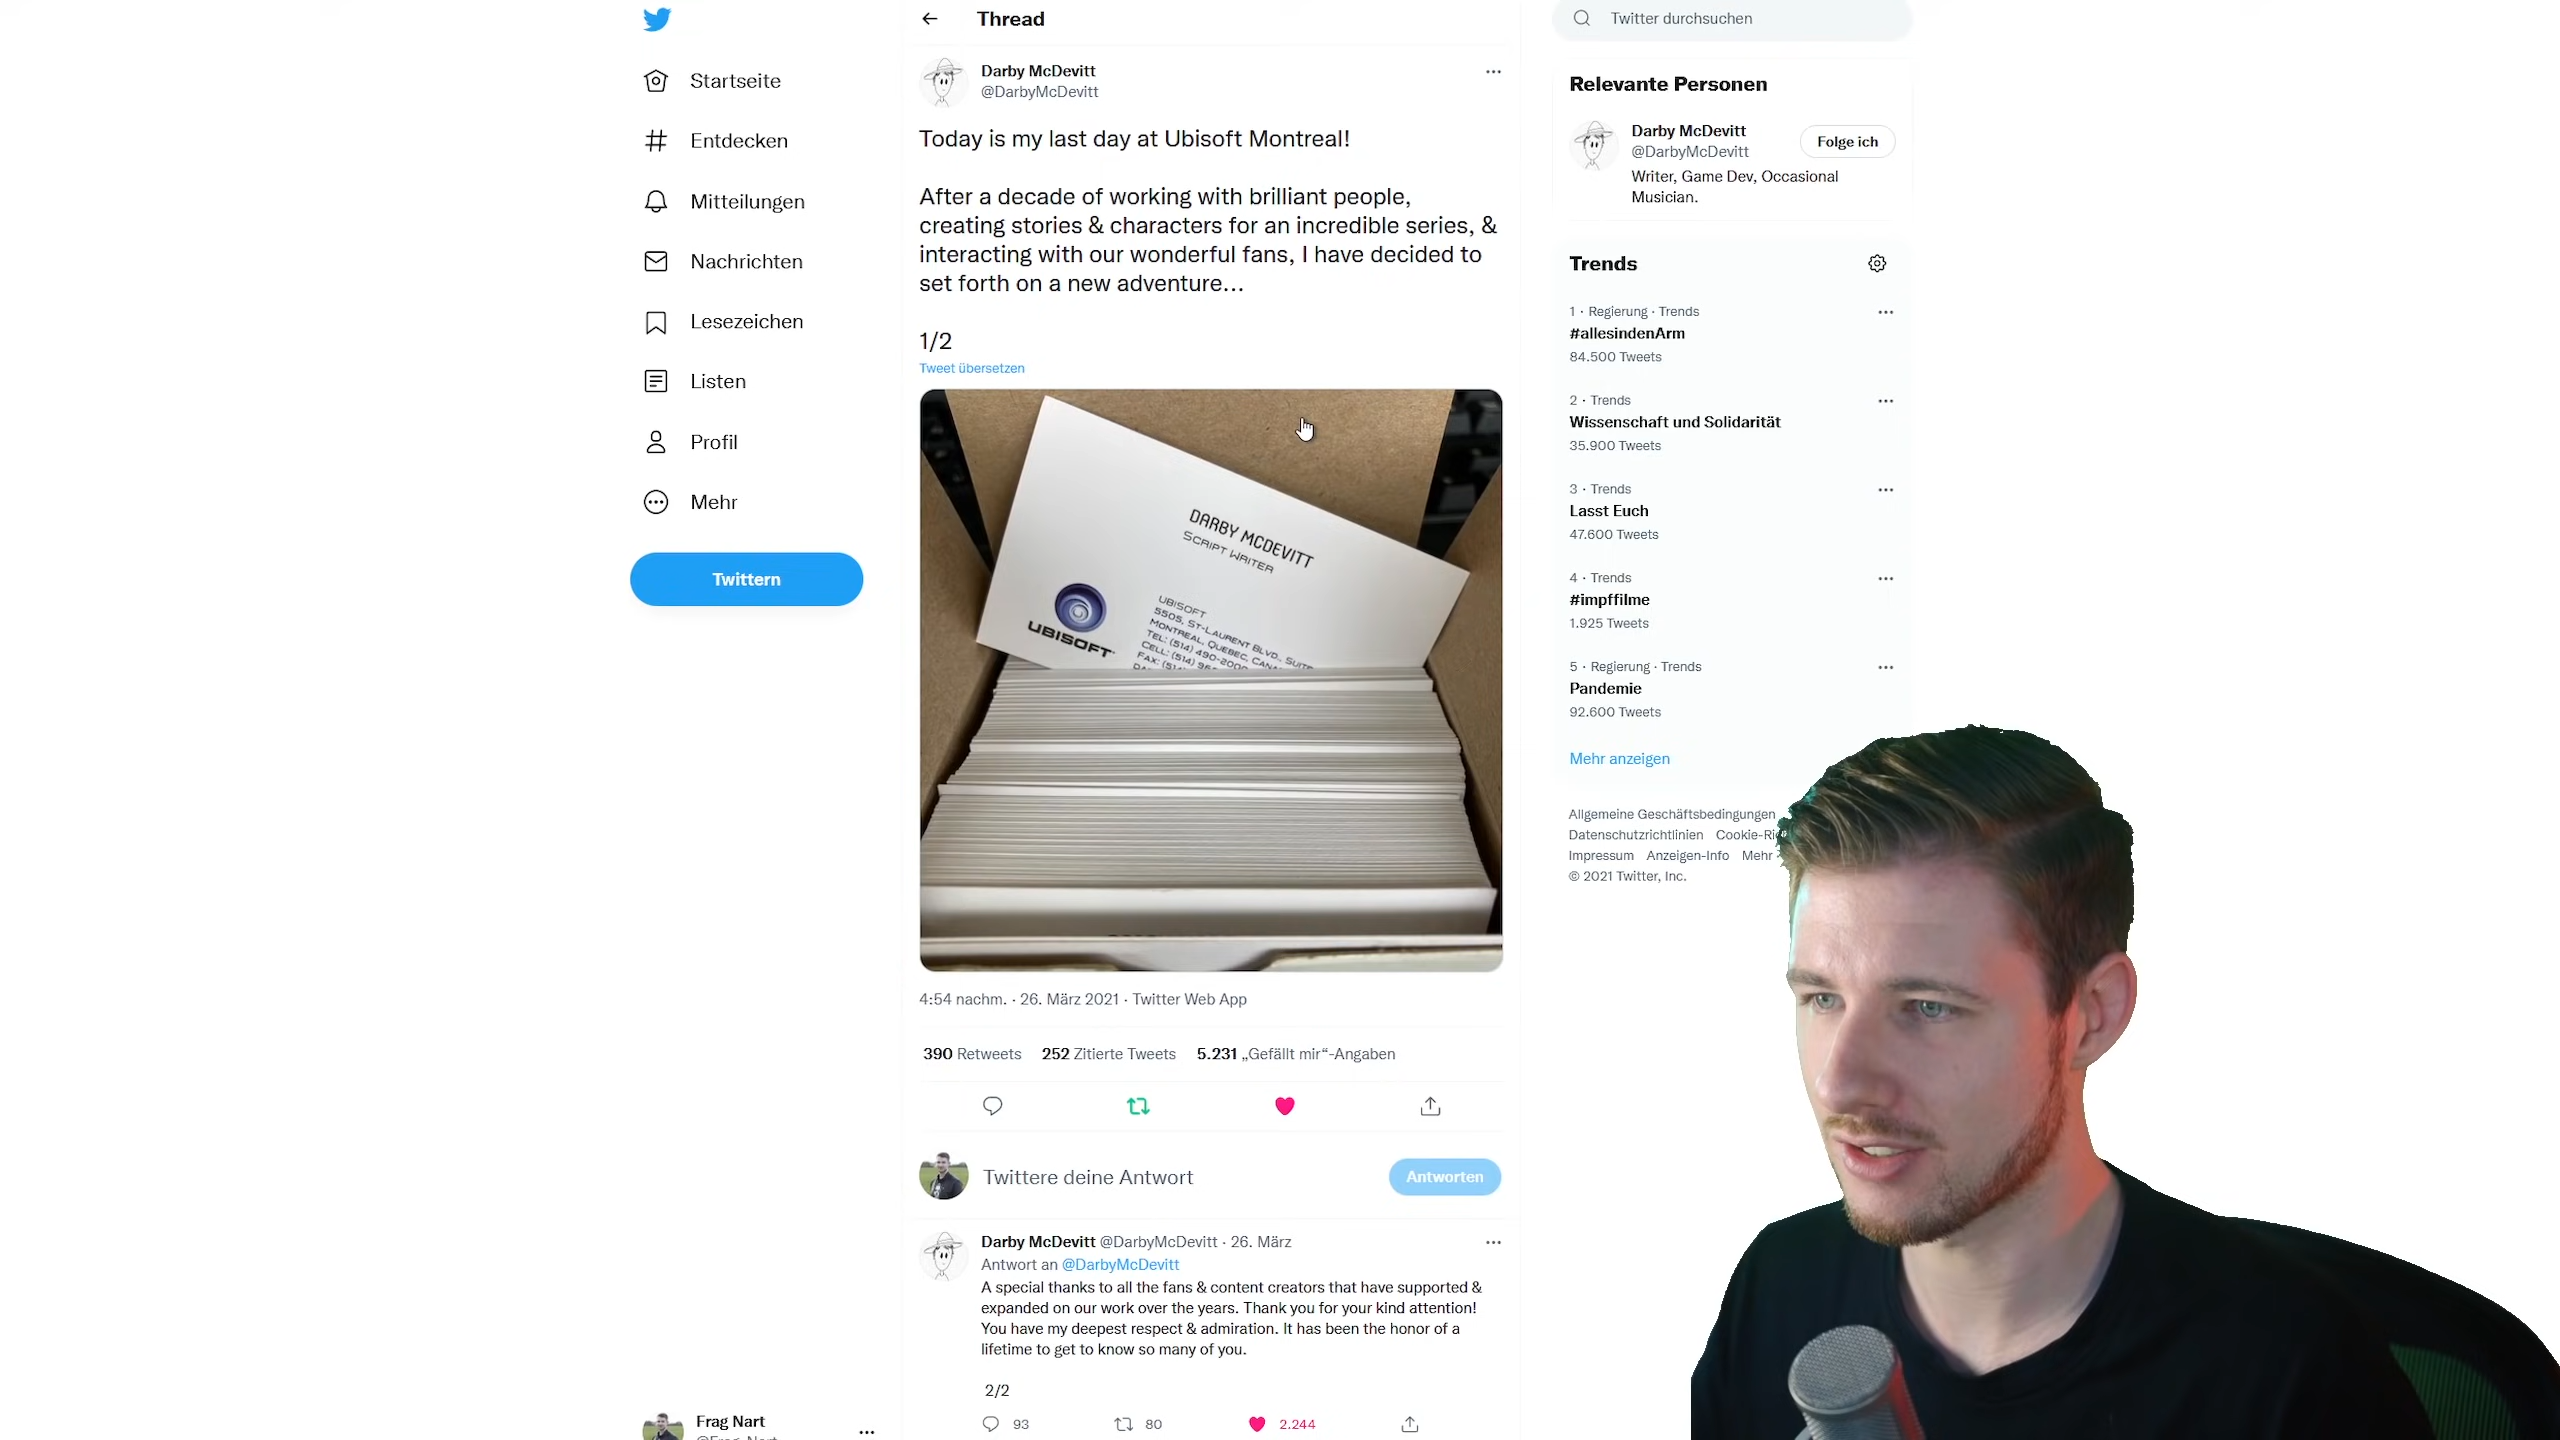 Thread
Twitter durchsuchen
Startseite
Entdecken
Mitteilungen
Nachrichten
Lesezeichen
Listen
Profil
Mehr
Twittern
Frag Nart
Darby McDevitt
@DarbyMcDevitt
Today is my last day at Ubisoft Montreal!
After a decade of working with brilliant people,
creating stories & characters for an incredible series, &
interacting with our wonderful fans, I have decided to
set forth on a new adventure...
1/2
Tweet übersetzen
DARBY MCDEVITT
SCRIPT WRITER
UBISOFT
UBISOFT
5505, ST-LAURENT BLVD., SUITE
MONTREAL, QUEBEC, CANA
TEL: (514) 490-2000
CELL: (514)
FAX: (514)
4:54 nachm. · 26. März 2021 · Twitter Web App
390 Retweets 252 Zitierte Tweets 5.231 „Gefällt mir“-Angaben
Twittere deine Antwort
Antworten
Darby McDevitt @DarbyMcDevitt · 26. März
Antwort an @DarbyMcDevitt
A special thanks to all the fans & content creators that have supported &
expanded on our work over the years. Thank you for your kind attention!
You have my deepest respect & admiration. It has been the honor of a
lifetime to get to know so many of you.
2/2
93 80 2.244
Relevante Personen
Darby McDevitt
@DarbyMcDevitt
Folge ich
Writer, Game Dev, Occasional
Musician.
Trends
1 · Regierung · Trends
#allesindenArm
84.500 Tweets
2 · Trends
Wissenschaft und Solidarität
35.900 Tweets
3 · Trends
Lasst Euch
47.600 Tweets
4 · Trends
#impffilme
1.925 Tweets
5 · Regierung · Trends
Pandemie
92.600 Tweets
Mehr anzeigen
Allgemeine Geschäftsbedingungen
Datenschutzrichtlinien Cookie-Ri
Impressum Anzeigen-Info Mehr
© 2021 Twitter, Inc.